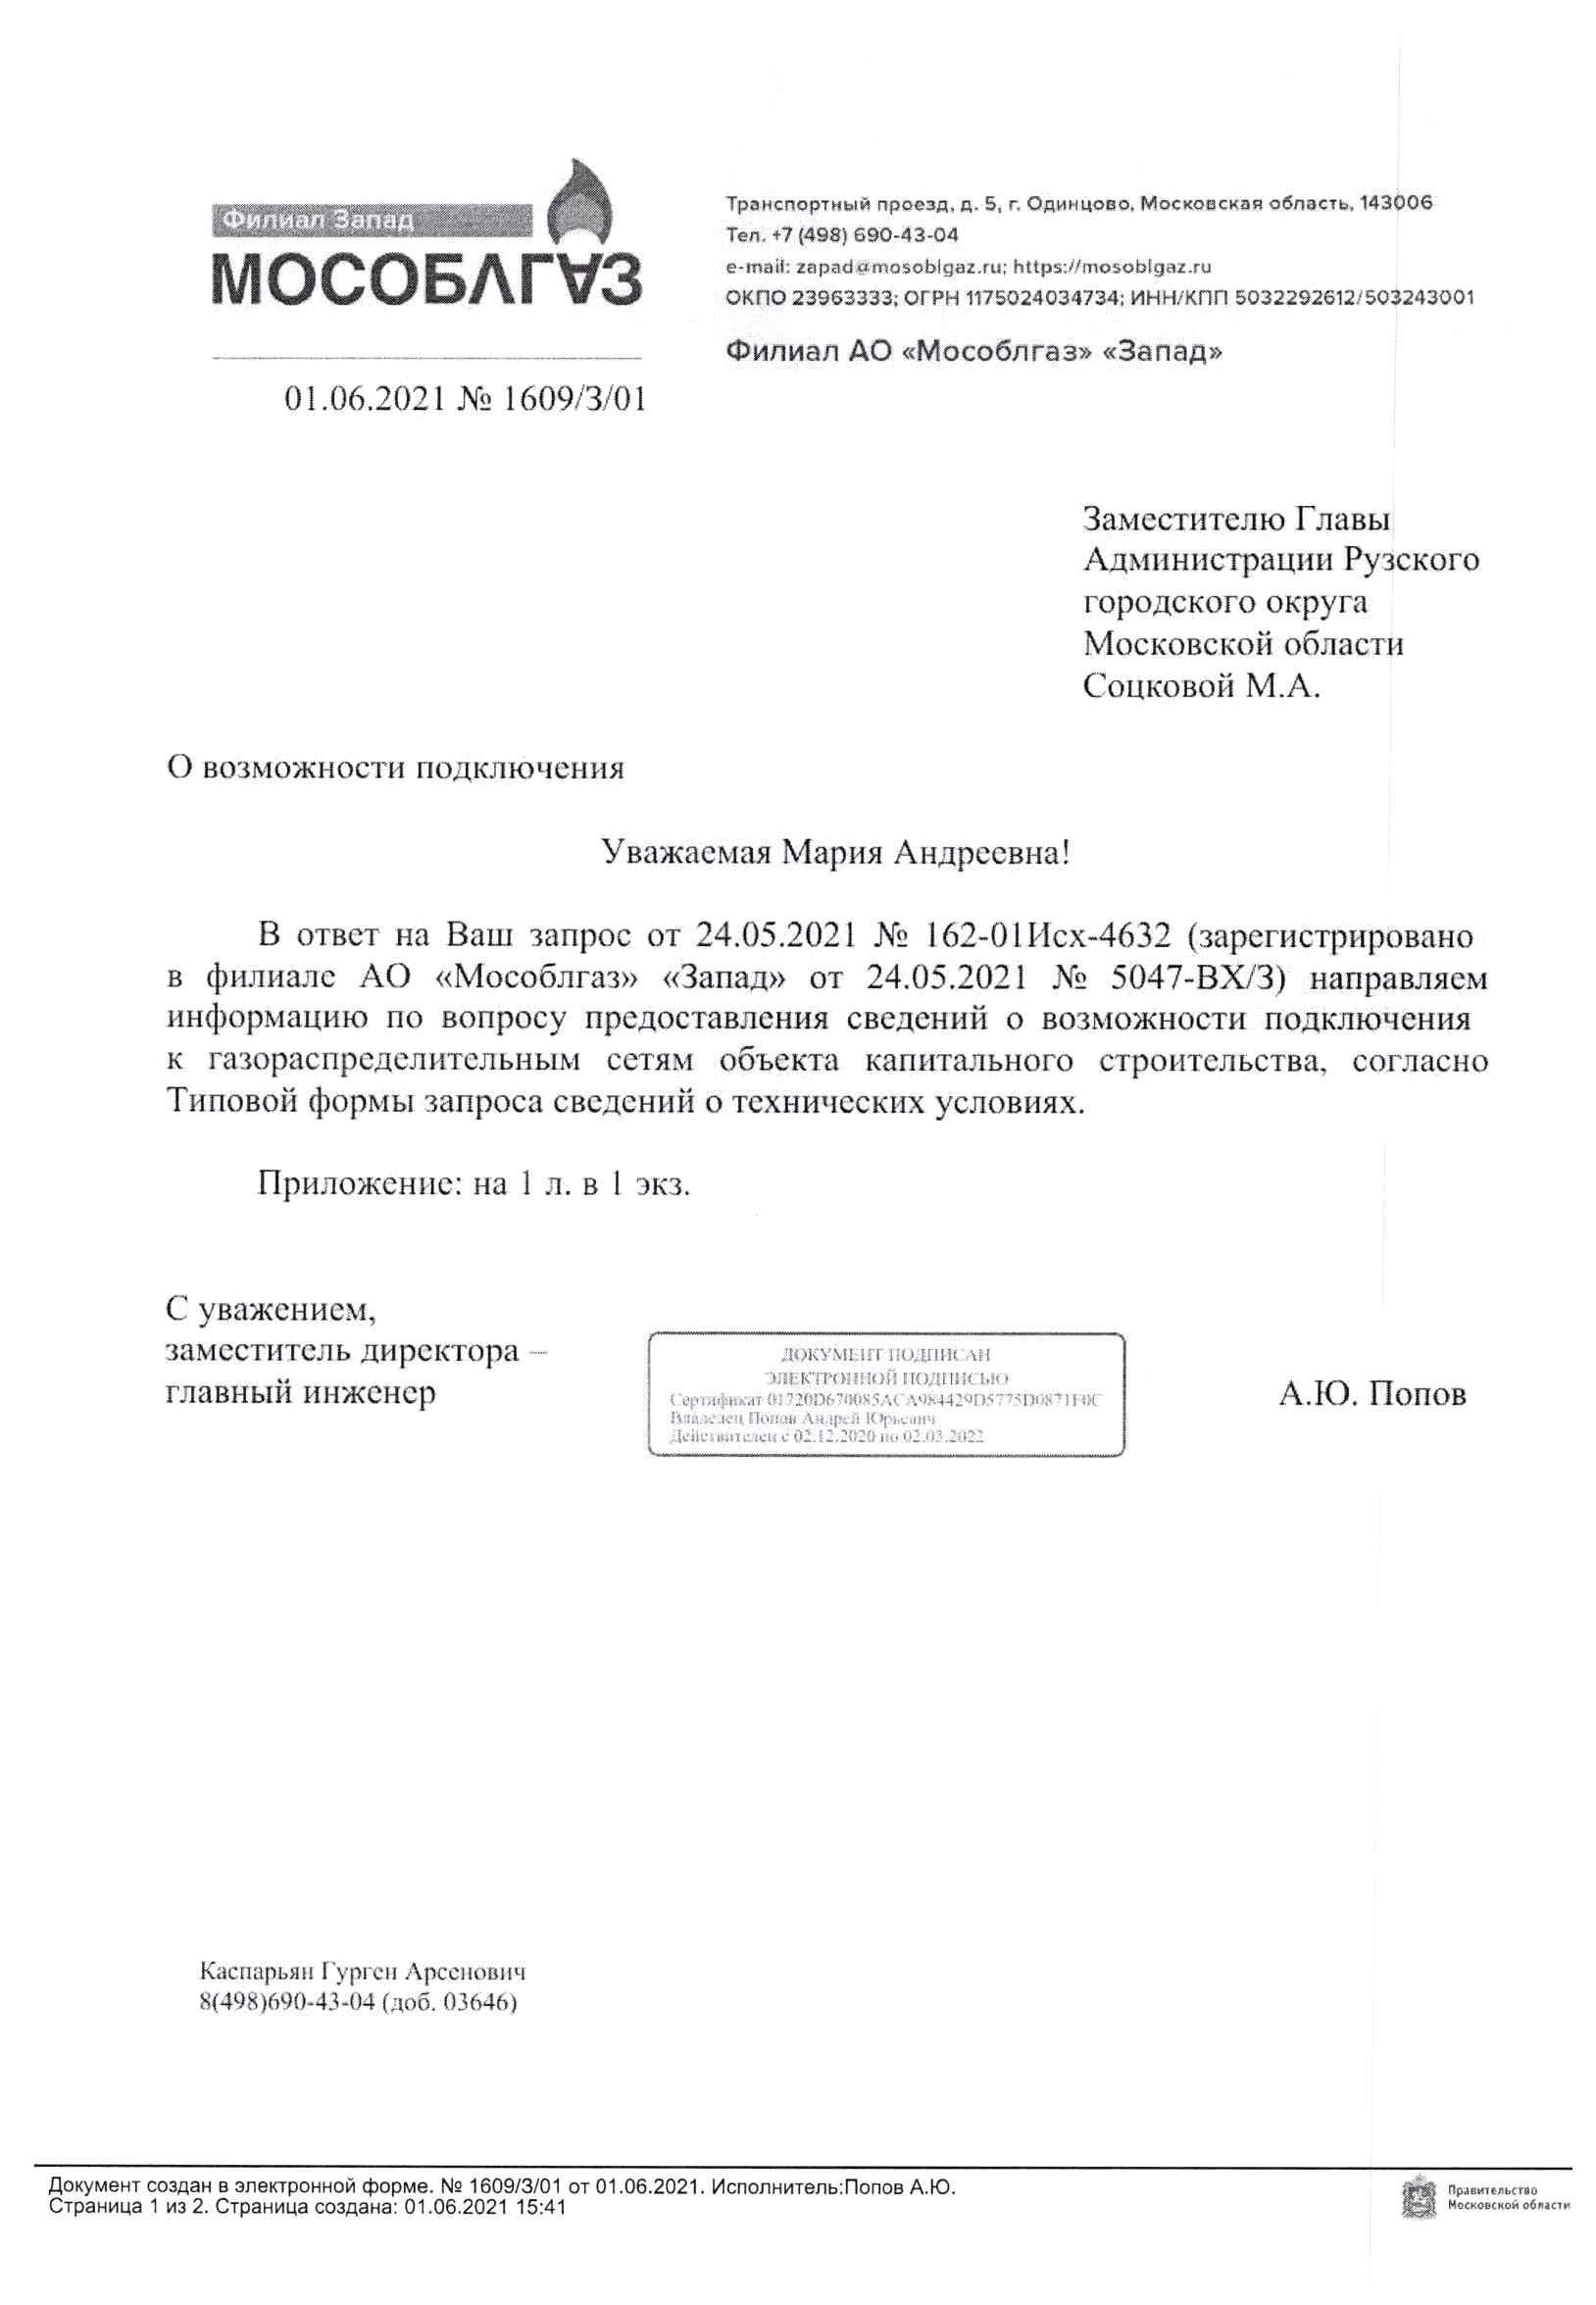 Филиал Запад
МОСОБЛГАЗ
Транспортный проезд, д. 5, г. Одинцово, Московская область, 143006
Тел. +7 (498) 690-43-04
e-mail: zapad@mosoblgaz.ru; https://mosoblgaz.ru
ОКПО 23963333; ОГРН 1175024034734; ИНН/КПП 5032292612/503243001
Филиал АО «Мособлгаз» «Запад»
01.06.2021 № 1609/З/01
Заместителю Главы
Администрации Рузского
городского округа
Московской области
Соцковой М.А.
О возможности подключения
Уважаемая Мария Андреевна!
В ответ на Ваш запрос от 24.05.2021 № 162-01Исх-4632 (зарегистрировано
в филиале АО «Мособлгаз» «Запад» от 24.05.2021 № 5047-ВХ/З) направляем
информацию по вопросу предоставления сведений о возможности подключения
к газораспределительным сетям объекта капитального строительства, согласно
Типовой формы запроса сведений о технических условиях.
Приложение: на 1 л. в 1 экз.
С уважением,
заместитель директора –
главный инженер
ДОКУМЕНТ ПОДПИСАН
ЭЛЕКТРОННОЙ ПОДПИСЬЮ
Сертификат 01720D670085ACA984429D5775D0871F0C
Владелец Попов Андрей Юрьевич
Действителен с 02.12.2020 по 02.03.2022
А.Ю. Попов
Каспарьян Гурген Арсенович
8(498)690-43-04 (доб. 03646)
Документ создан в электронной форме. № 1609/З/01 от 01.06.2021. Исполнитель:Попов А.Ю.
Страница 1 из 2. Страница создана: 01.06.2021 15:41
Правительство
Московской области